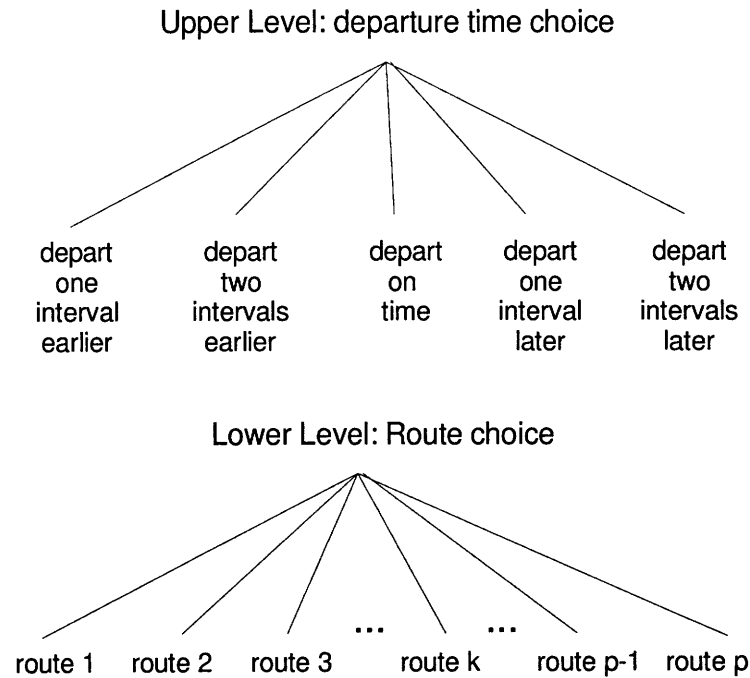 Upper Level: departure time choice
depart
one
interval
earlier
depart
two
intervals
earlier
depart
on
time
depart
one
interval
later
depart
two
intervals
later
Lower Level: Route choice
... ...
route 1 route 2 route 3 route k route p-1 route p